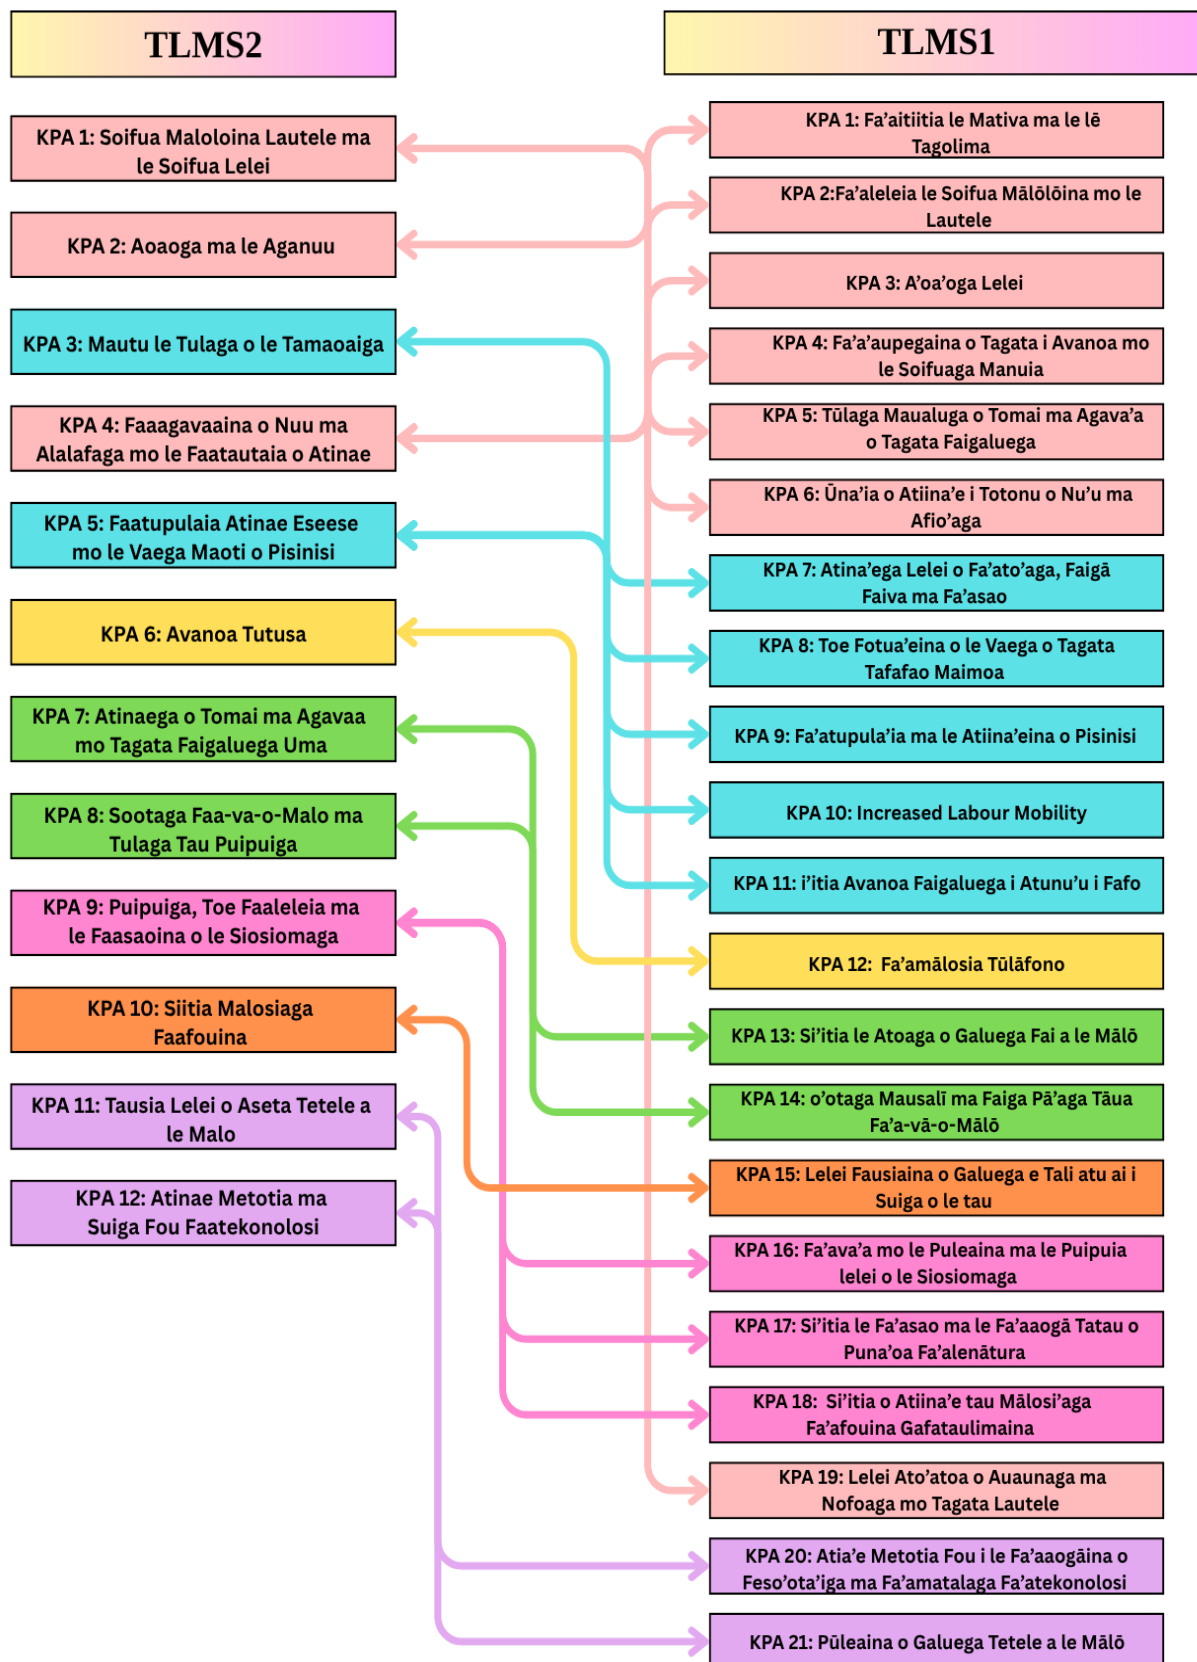 TLMS2
KPA 1: Soifua Maloloina Lautele ma
le Soifua Lelei
KPA 2: Aoaoga ma le Aganuu
KPA 3: Mautu le Tulaga o le Tamaoaiga
KPA 4: Faaagavaaina o Nuu ma
Alalafaga mo le Faatautaia o Atinae
KPA 5: Faatupulaia Atinae Eseese
mo le Vaega Maoti o Pisinisi
KPA 6: Avanoa Tutusa
KPA 7: Atinaega o Tomai ma Agavaa
mo Tagata Faigaluega Uma
KPA 8: Sootaga Faa-va-o-Malo ma
Tulaga Tau Puipuiga
KPA 9: Puipuiga, Toe Faaleleia ma
le Faasaoina o le Siosiomaga
KPA 10: Siitia Malosiaga
Faafouina
KPA 11: Tausia Lelei o Aseta Tetele a
le Malo
KPA 12: Atinae Metotia ma
Suiga Fou Faatekonolosi
TLMS1
KPA 1: Fa’aitiitia le Mativa ma le lē
Tagolima
KPA 2:Fa’aleleia le Soifua Mālōlōina mo le
Lautele
KPA 3: A’oa’oga Lelei
KPA 4: Fa’a’aupegaina o Tagata i Avanoa mo
le Soifuaga Manuia
KPA 5: Tūlaga Maualuga o Tomai ma Agava’a
o Tagata Faigaluega
KPA 6: Ūna’ia o Atiina’e i Totonu o Nu’u ma
Afio’aga
KPA 7: Atina’ega Lelei o Fa’ato’aga, Faigā
Faiva ma Fa’asao
KPA 8: Toe Fotua’eina o le Vaega o Tagata
Tafafao Maimoa
KPA 9: Fa’atupula’ia ma le Atiina’eina o Pisinisi
KPA 10: Increased Labour Mobility
KPA 11: i’itia Avanoa Faigaluega i Atunu’u i Fafo
KPA 12:  Fa’amālosia Tūlāfono
KPA 13: Si’itia le Atoaga o Galuega Fai a le Mālō
KPA 14: o’otaga Mausalī ma Faiga Pā’aga Tāua
Fa’a-vā-o-Mālō
KPA 15: Lelei Fausiaina o Galuega e Tali atu ai i
Suiga o le tau
KPA 16: Fa’ava’a mo le Puleaina ma le Puipuia
lelei o le Siosiomaga
KPA 17: Si’itia le Fa’asao ma le Fa’aaogā Tatau o
Puna’oa Fa’alenātura
KPA 18:  Si’itia o Atiina’e tau Mālosi’aga
Fa’afouina Gafataulimaina
KPA 19: Lelei Ato’atoa o Auaunaga ma
Nofoaga mo Tagata Lautele
KPA 20: Atia’e Metotia Fou i le Fa’aaogāina o
Feso’ota’iga ma Fa’amatalaga Fa’atekonolosi
KPA 21: Pūleaina o Galuega Tetele a le Mālō